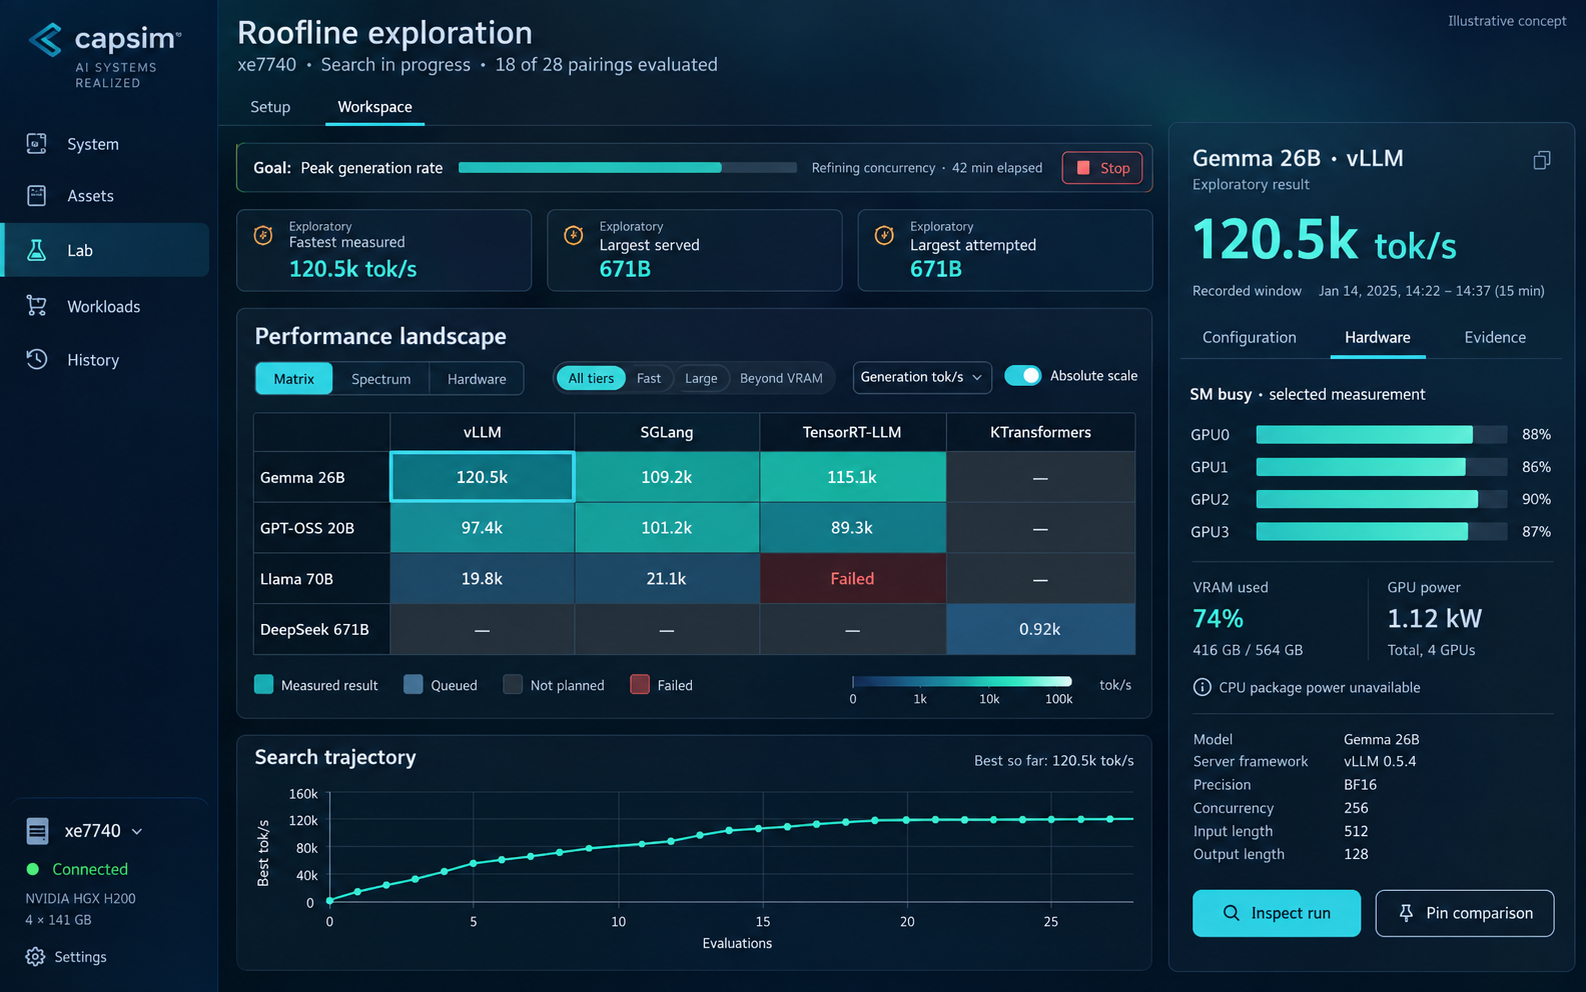 capsim
AI SYSTEMS
REALIZED
System
Assets
Lab
Workloads
History
xe7740
Connected
NVIDIA HGX H200
4 × 141 GB
Settings
Illustrative concept
Roofline exploration
xe7740 • Search in progress • 18 of 28 pairings evaluated
Setup Workspace
Goal: Peak generation rate Refining concurrency · 42 min elapsed Stop
Exploratory
Fastest measured
120.5k tok/s
Exploratory
Largest served
671B
Exploratory
Largest attempted
671B
Performance landscape
Matrix Spectrum Hardware All tiers Fast Large Beyond VRAM Generation tok/s Absolute scale
vLLM SGLang TensorRT-LLM KTransformers
Gemma 26B 120.5k 109.2k 115.1k —
GPT-OSS 20B 97.4k 101.2k 89.3k —
Llama 70B 19.8k 21.1k Failed —
DeepSeek 671B — — — 0.92k
Measured result Queued Not planned Failed
0 1k 10k 100k tok/s
Search trajectory
Best so far: 120.5k tok/s
Best tok/s
160k
120k
80k
40k
0
0 5 10 15 20 25
Evaluations
Gemma 26B • vLLM
Exploratory result
120.5k tok/s
Recorded window Jan 14, 2025, 14:22 – 14:37 (15 min)
Configuration Hardware Evidence
SM busy • selected measurement
GPU0 88%
GPU1 86%
GPU2 90%
GPU3 87%
VRAM used
74%
416 GB / 564 GB
GPU power
1.12 kW
Total, 4 GPUs
CPU package power unavailable
Model Gemma 26B
Server framework vLLM 0.5.4
Precision BF16
Concurrency 256
Input length 512
Output length 128
Inspect run Pin comparison